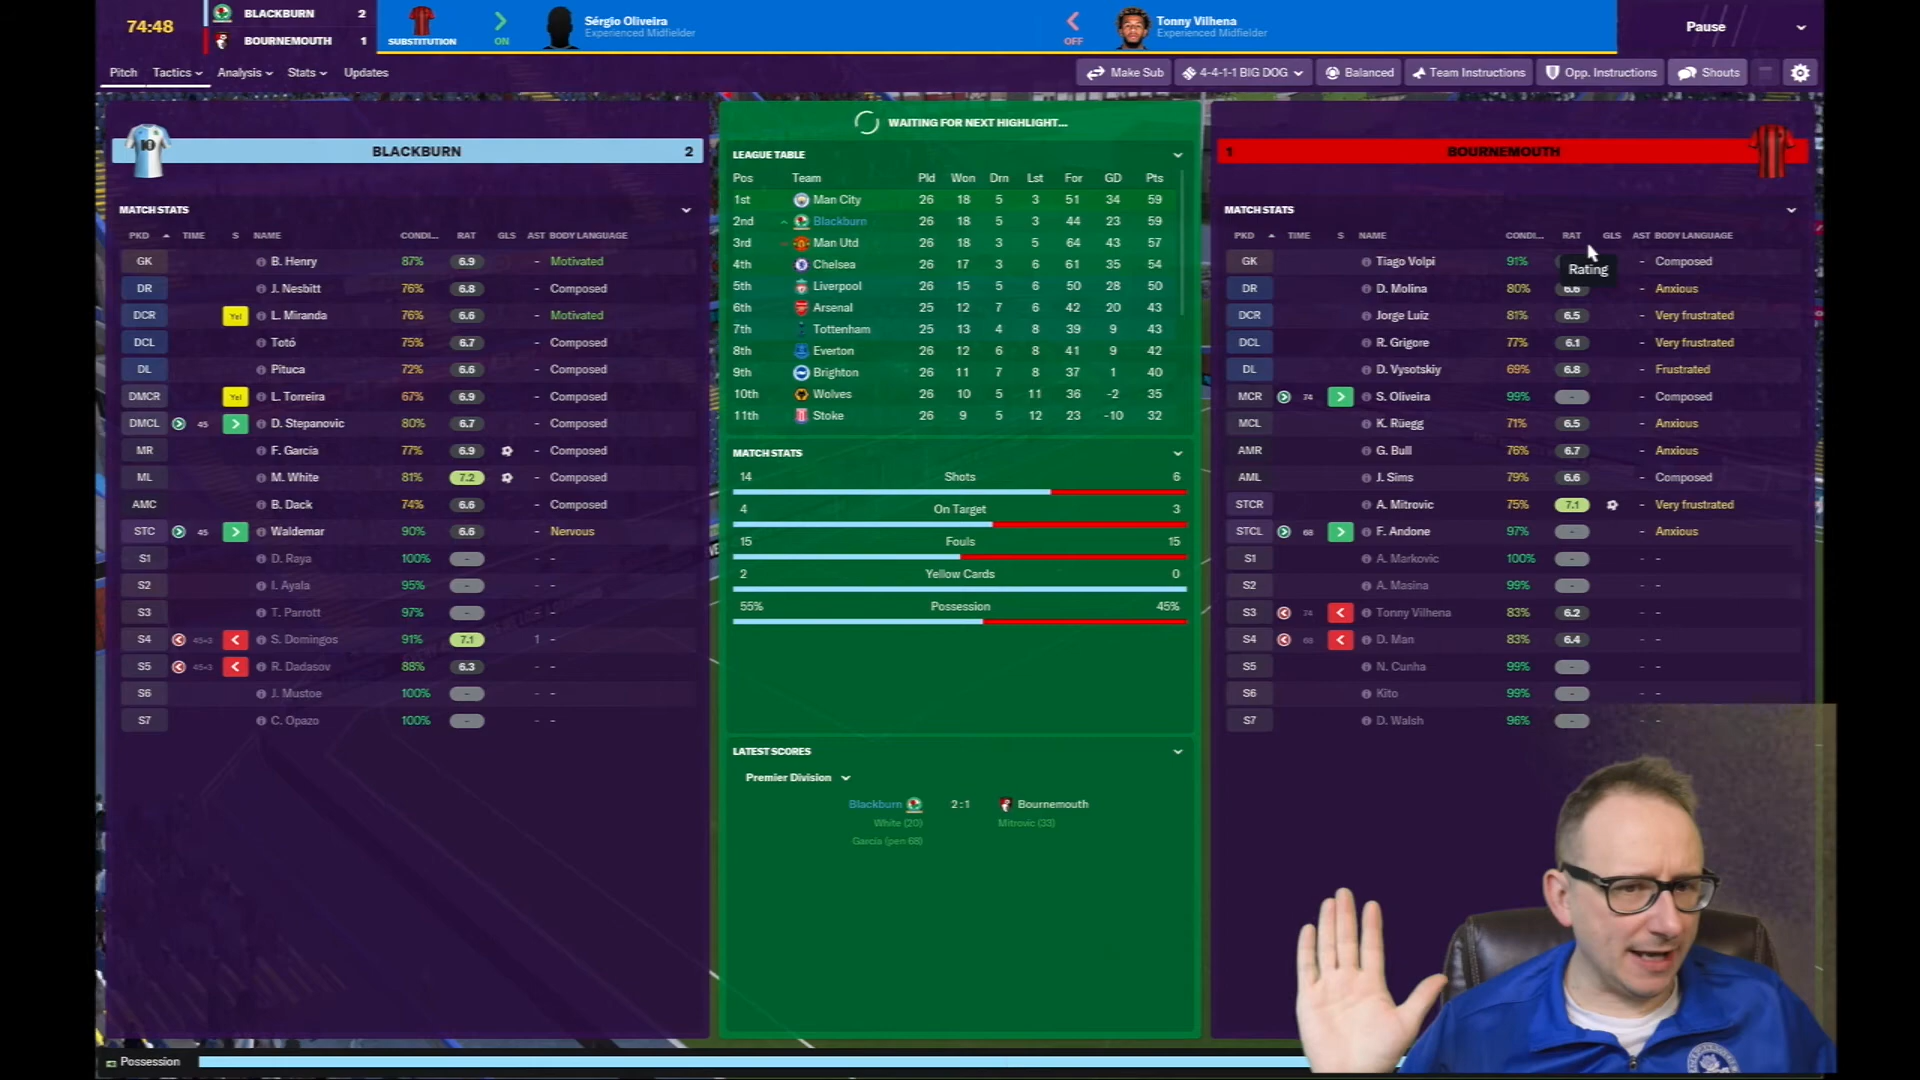 74:48
BLACKBURN 2
BOURNEMOUTH 1
SUBSTITUTION
ON
Sérgio Oliveira
Experienced Midfielder
OFF
Tonny Vilhena
Experienced Midfielder
Pause
Pitch Tactics Analysis Stats Updates
Make Sub 4-4-1-1 BIG DOG Balanced Team Instructions Opp. Instructions Shouts
10 BLACKBURN 2
MATCH STATS
PKD TIME S NAME CONDI... RAT GLS AST BODY LANGUAGE
GK B. Henry 87% 6.9 - Motivated
DR J. Nesbitt 76% 6.8 - Composed
DCR Yel L. Miranda 76% 6.6 - Motivated
DCL Totó 75% 6.7 - Composed
DL Pituca 72% 6.6 - Composed
DMCR Yel L. Torreira 67% 6.9 - Composed
DMCL 45 D. Stepanovic 80% 6.7 - Composed
MR F. García 77% 6.9 - Composed
ML M. White 81% 7.2 - Composed
AMC B. Dack 74% 6.6 - Composed
STC 45 Waldemar 90% 6.6 - Nervous
S1 D. Raya 100% - - -
S2 I. Ayala 95% - - -
S3 T. Parrott 97% - - -
S4 45+3 S. Domingos 91% 7.1 1 -
S5 45+3 R. Dadasov 88% 6.3 - -
S6 J. Mustoe 100% - - -
S7 C. Opazo 100% - - -
WAITING FOR NEXT HIGHLIGHT...
LEAGUE TABLE
Pos Team Pld Won Drn Lst For GD Pts
1st Man City 26 18 5 3 51 34 59
2nd Blackburn 26 18 5 3 44 23 59
3rd Man Utd 26 18 3 5 64 43 57
4th Chelsea 26 17 3 6 61 35 54
5th Liverpool 26 15 5 6 50 28 50
6th Arsenal 25 12 7 6 42 20 43
7th Tottenham 25 13 4 8 39 9 43
8th Everton 26 12 6 8 41 9 42
9th Brighton 26 11 7 8 37 1 40
10th Wolves 26 10 5 11 36 -2 35
11th Stoke 26 9 5 12 23 -10 32
MATCH STATS
14 Shots 6
4 On Target 3
15 Fouls 15
2 Yellow Cards 0
55% Possession 45%
LATEST SCORES
Premier Division
Blackburn 2:1 Bournemouth
White (20) Mitrovic (33)
García (pen 68)
1 BOURNEMOUTH
MATCH STATS
PKD TIME S NAME CONDI... RAT GLS AST BODY LANGUAGE
GK Tiago Volpi 91% - Composed
Rating
DR D. Molina 80% 6.6 - Anxious
DCR Jorge Luiz 81% 6.5 - Very frustrated
DCL R. Grigore 77% 6.1 - Very frustrated
DL D. Vysotskiy 69% 6.8 - Frustrated
MCR 74 S. Oliveira 99% - - Composed
MCL K. Rüegg 71% 6.5 - Anxious
AMR G. Bull 76% 6.7 - Anxious
AML J. Sims 79% 6.6 - Composed
STCR A. Mitrovic 75% 7.1 - Very frustrated
STCL 68 F. Andone 97% - - Anxious
S1 A. Markovic 100% - - -
S2 A. Masina 99% - - -
S3 74 Tonny Vilhena 83% 6.2 - -
S4 68 D. Man 83% 6.4 - -
S5 N. Cunha 99% - - -
S6 Kito 99% - - -
S7 D. Walsh 96% - - -
Possession